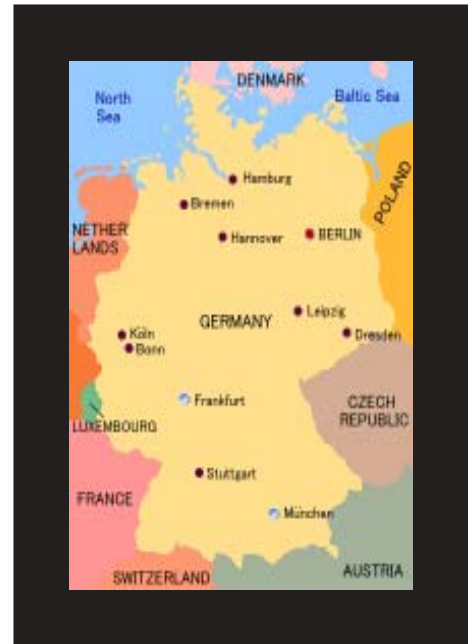 DENMARK
North
Sea
Baltic Sea
Hamburg
Bremen
POLAND
NETHER
LANDS
Hannover
BERLIN
Leipzig
GERMANY
Köln
Dresden
Bonn
Frankfurt
CZECH
REPUBLIC
LUXEMBOURG
Stuttgart
FRANCE
München
AUSTRIA
SWITZERLAND